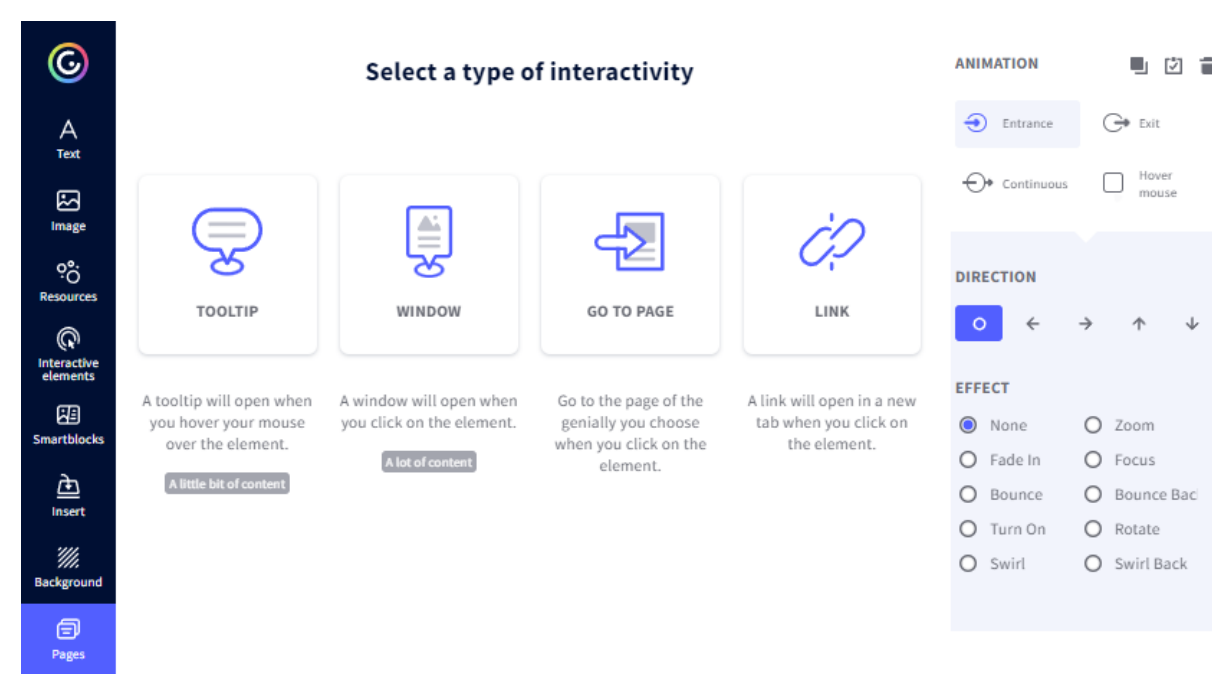 Text
Image
Resources
Interactive
elements
Smartblocks
Insert
Background
Pages
Select a type of interactivity
TOOLTIP
A tooltip will open when
you hover your mouse
over the element.
A little bit of content
WINDOW
A window will open when
you click on the element.
A lot of content
GO TO PAGE
Go to the page of the
genially you choose
when you click on the
element.
LINK
A link will open in a new
tab when you click on
the element.
ANIMATION
Entrance
Exit
Continuous
Hover
mouse
DIRECTION
EFFECT
None
Zoom
Fade In
Focus
Bounce
Bounce Bac
Turn On
Rotate
Swirl
Swirl Back